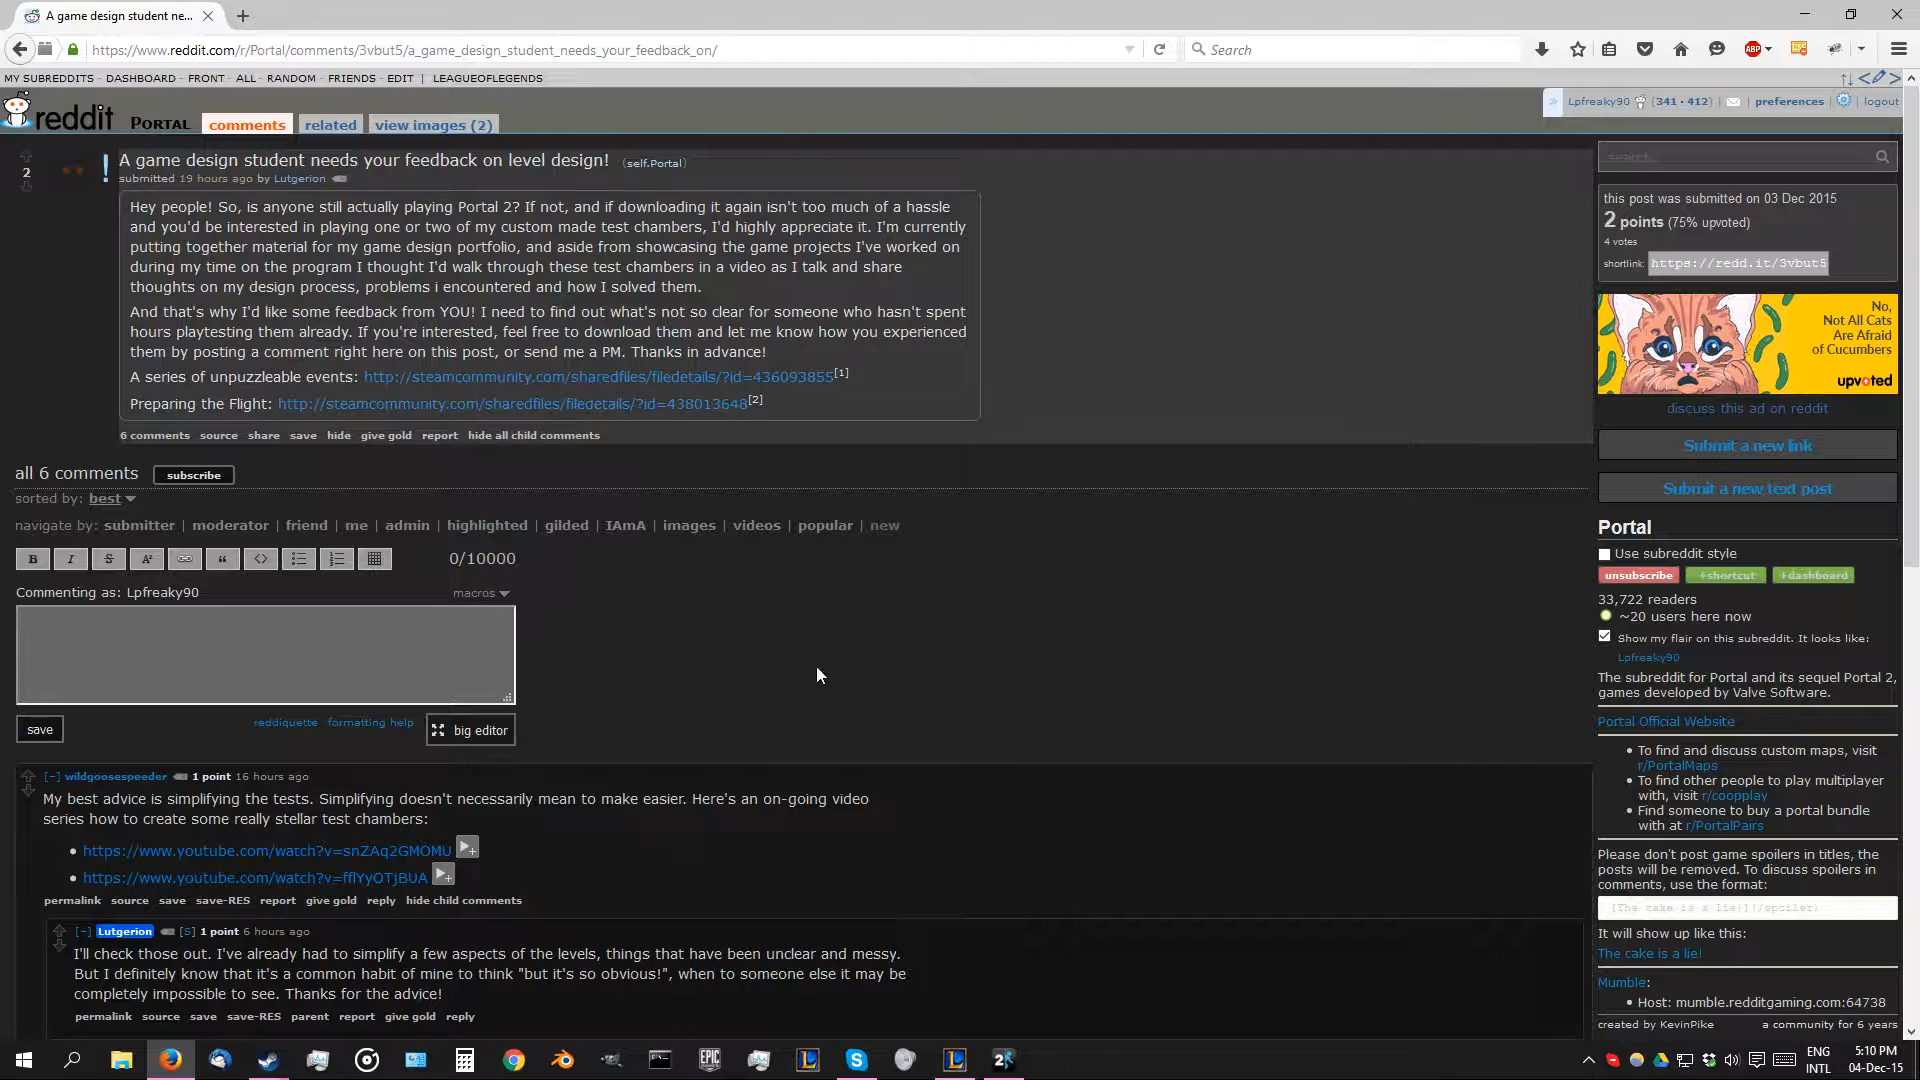 A game design student ne...
https://www.reddit.com/r/Portal/comments/3vbut5/a_game_design_student_needs_your_feedback_on/
Search
ABP
MY SUBREDDITS - DASHBOARD - FRONT - ALL - RANDOM - FRIENDS - EDIT | LEAGUEOFLEGENDS
reddit PORTAL comments related view images (2)
Lpfreaky90 (341 · 412) | | preferences | | logout
2
! A game design student needs your feedback on level design! (self.Portal)
submitted 19 hours ago by Lutgerion
Hey people! So, is anyone still actually playing Portal 2? If not, and if downloading it again isn't too much of a hassle
and you'd be interested in playing one or two of my custom made test chambers, I'd highly appreciate it. I'm currently
putting together material for my game design portfolio, and aside from showcasing the game projects I've worked on
during my time on the program I thought I'd walk through these test chambers in a video as I talk and share
thoughts on my design process, problems i encountered and how I solved them.
And that's why I'd like some feedback from YOU! I need to find out what's not so clear for someone who hasn't spent
hours playtesting them already. If you're interested, feel free to download them and let me know how you experienced
them by posting a comment right here on this post, or send me a PM. Thanks in advance!
A series of unpuzzleable events: http://steamcommunity.com/sharedfiles/filedetails/?id=436093855[1]
Preparing the Flight: http://steamcommunity.com/sharedfiles/filedetails/?id=438013648[2]
6 comments source share save hide give gold report hide all child comments
all 6 comments subscribe
sorted by: best
navigate by: submitter | moderator | friend | me | admin | highlighted | gilded | IAmA | images | videos | popular | new
B I S A² 0/10000
Commenting as: Lpfreaky90 macros
save reddiquette formatting help big editor
[−] wildgoosespeeder 1 point 16 hours ago
My best advice is simplifying the tests. Simplifying doesn't necessarily mean to make easier. Here's an on-going video
series how to create some really stellar test chambers:
https://www.youtube.com/watch?v=snZAq2GMOMU
https://www.youtube.com/watch?v=fflYyOTjBUA
permalink source save save-RES report give gold reply hide child comments
[−] Lutgerion [S] 1 point 6 hours ago
I'll check those out. I've already had to simplify a few aspects of the levels, things that have been unclear and messy.
But I definitely know that it's a common habit of mine to think "but it's so obvious!", when to someone else it may be
completely impossible to see. Thanks for the advice!
permalink source save save-RES parent report give gold reply
search...
this post was submitted on 03 Dec 2015
2 points (75% upvoted)
4 votes
shortlink: https://redd.it/3vbut5
No,
Not All Cats
Are Afraid
of Cucumbers
upvoted
discuss this ad on reddit
Submit a new link
Submit a new text post
Portal
Use subreddit style
unsubscribe +shortcut +dashboard
33,722 readers
~20 users here now
Show my flair on this subreddit. It looks like:
Lpfreaky90
The subreddit for Portal and its sequel Portal 2,
games developed by Valve Software.
Portal Official Website
To find and discuss custom maps, visit
r/PortalMaps
To find other people to play multiplayer
with, visit r/coopplay
Find someone to buy a portal bundle
with at r/PortalPairs
Please don't post game spoilers in titles, the
posts will be removed. To discuss spoilers in
comments, use the format:
[The cake is a lie!](/spoiler)
It will show up like this:
The cake is a lie!
Mumble:
Host: mumble.redditgaming.com:64738
created by KevinPike a community for 6 years
EPIC
ENG
INTL
5:10 PM
04-Dec-15